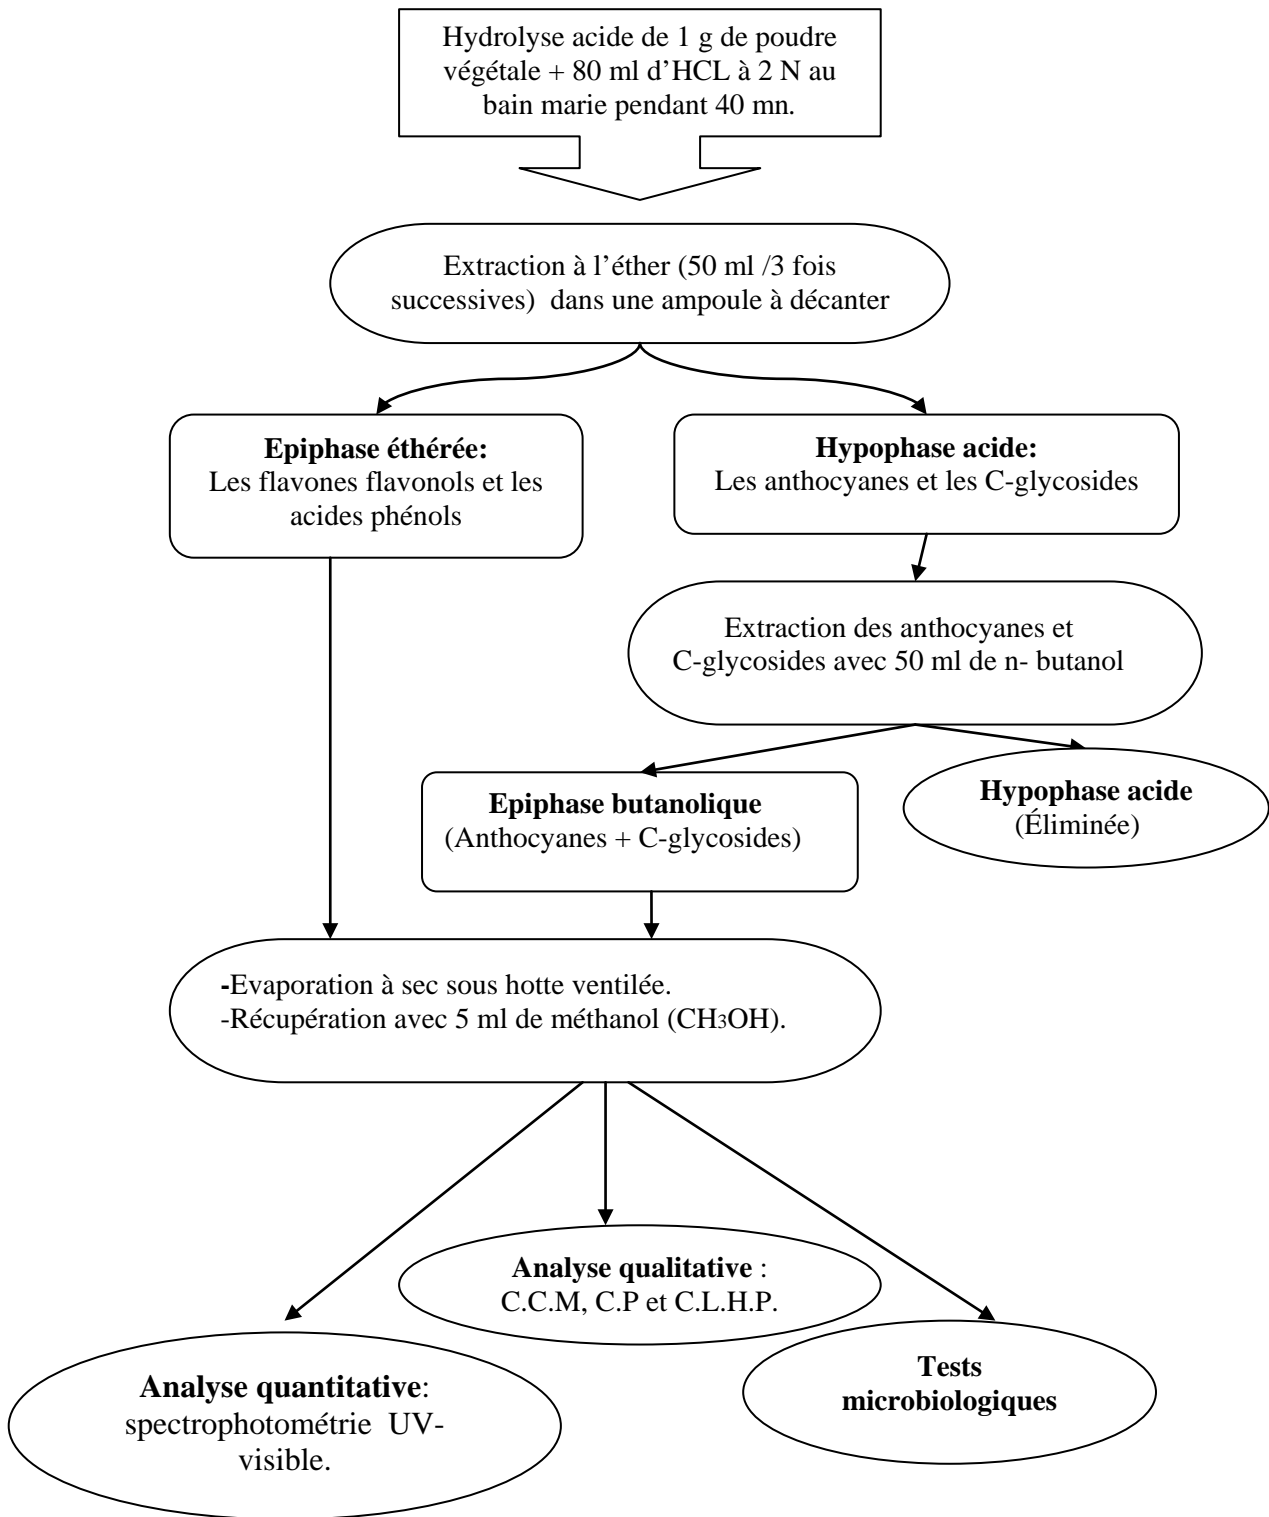 Hydrolyse acide de 1 g de poudre
végétale + 80 ml d’HCL à 2 N au
bain marie pendant 40 mn.
Extraction à l’éther (50 ml /3 fois
successives) dans une ampoule à décanter
Epiphase éthérée:
Les flavones flavonols et les
acides phénols
Hypophase acide:
Les anthocyanes et les C-glycosides
Extraction des anthocyanes et
C-glycosides avec 50 ml de n- butanol
Epiphase butanolique
(Anthocyanes + C-glycosides)
Hypophase acide
(Éliminée)
-Evaporation à sec sous hotte ventilée.
-Récupération avec 5 ml de méthanol (CH3OH).
Analyse qualitative :
C.C.M, C.P et C.L.H.P.
Analyse quantitative:
spectrophotométrie UV-
visible.
Tests
microbiologiques